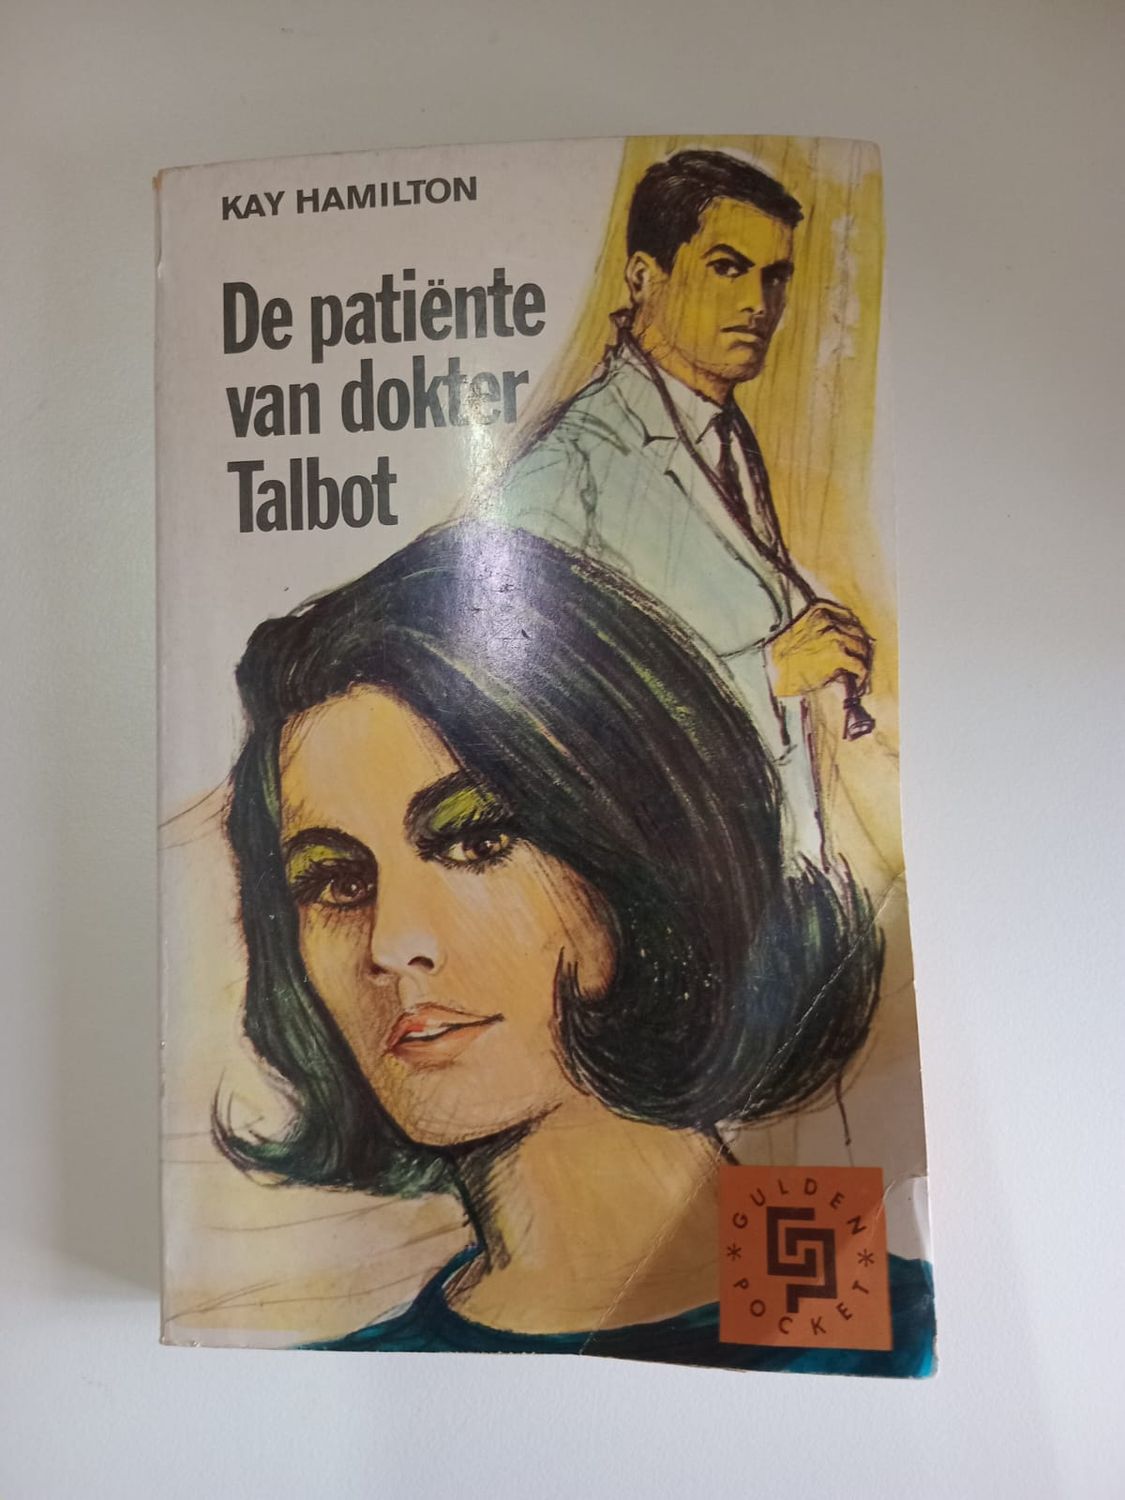 KAY HAMILTON
De patiënte
van dokter
Talbot
GULDEN
POCKET